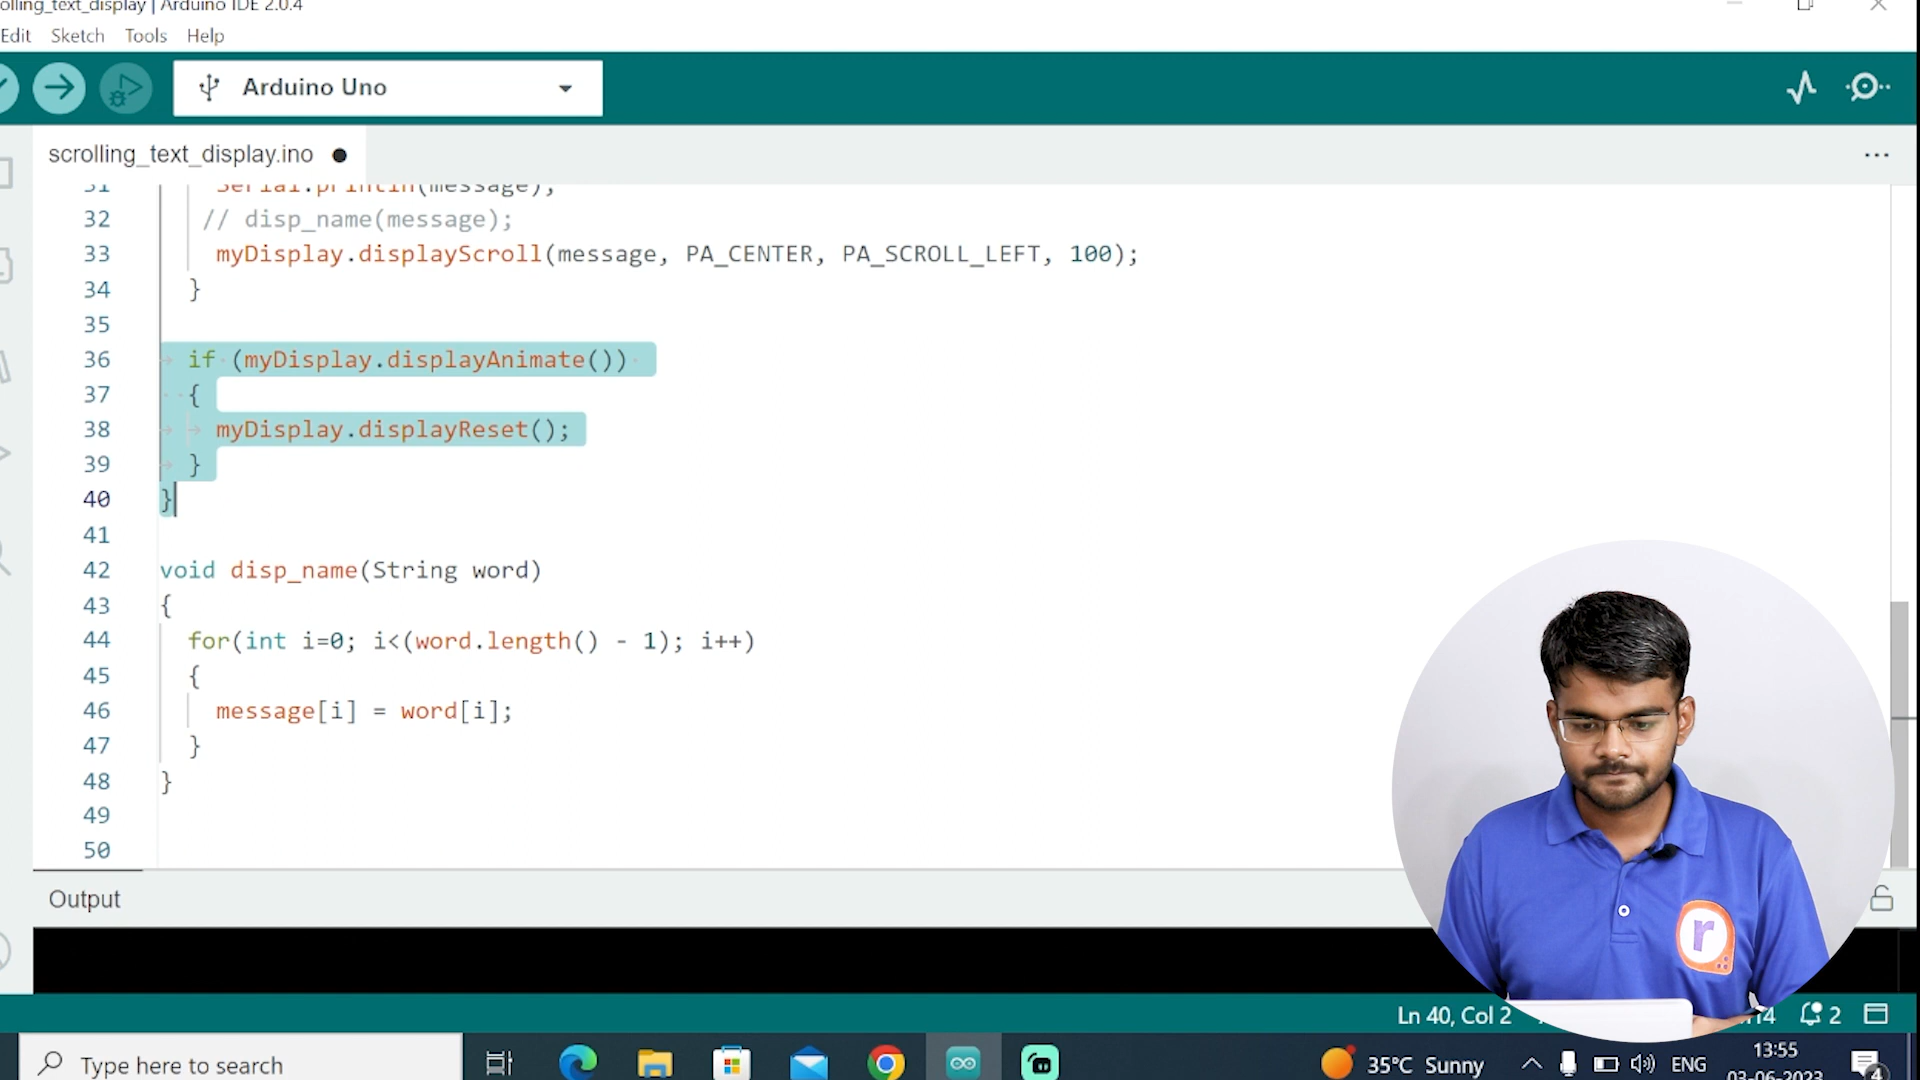 olling_text_display | Arduino IDE 2.0.4
Edit Sketch Tools Help
Arduino Uno
scrolling_text_display.ino ●
31 Serial.println(message);
32 // disp_name(message);
33 myDisplay.displayScroll(message, PA_CENTER, PA_SCROLL_LEFT, 100);
34 }
35
36 if (myDisplay.displayAnimate())
37 {
38 myDisplay.displayReset();
39 }
40 }
41
42 void disp_name(String word)
43 {
44 for(int i=0; i<(word.length() - 1); i++)
45 {
46 message[i] = word[i];
47 }
48 }
49
50
Output
r
Ln 40, Col 2
2
Type here to search
35°C Sunny
ENG
13:55
03-06-2023
4